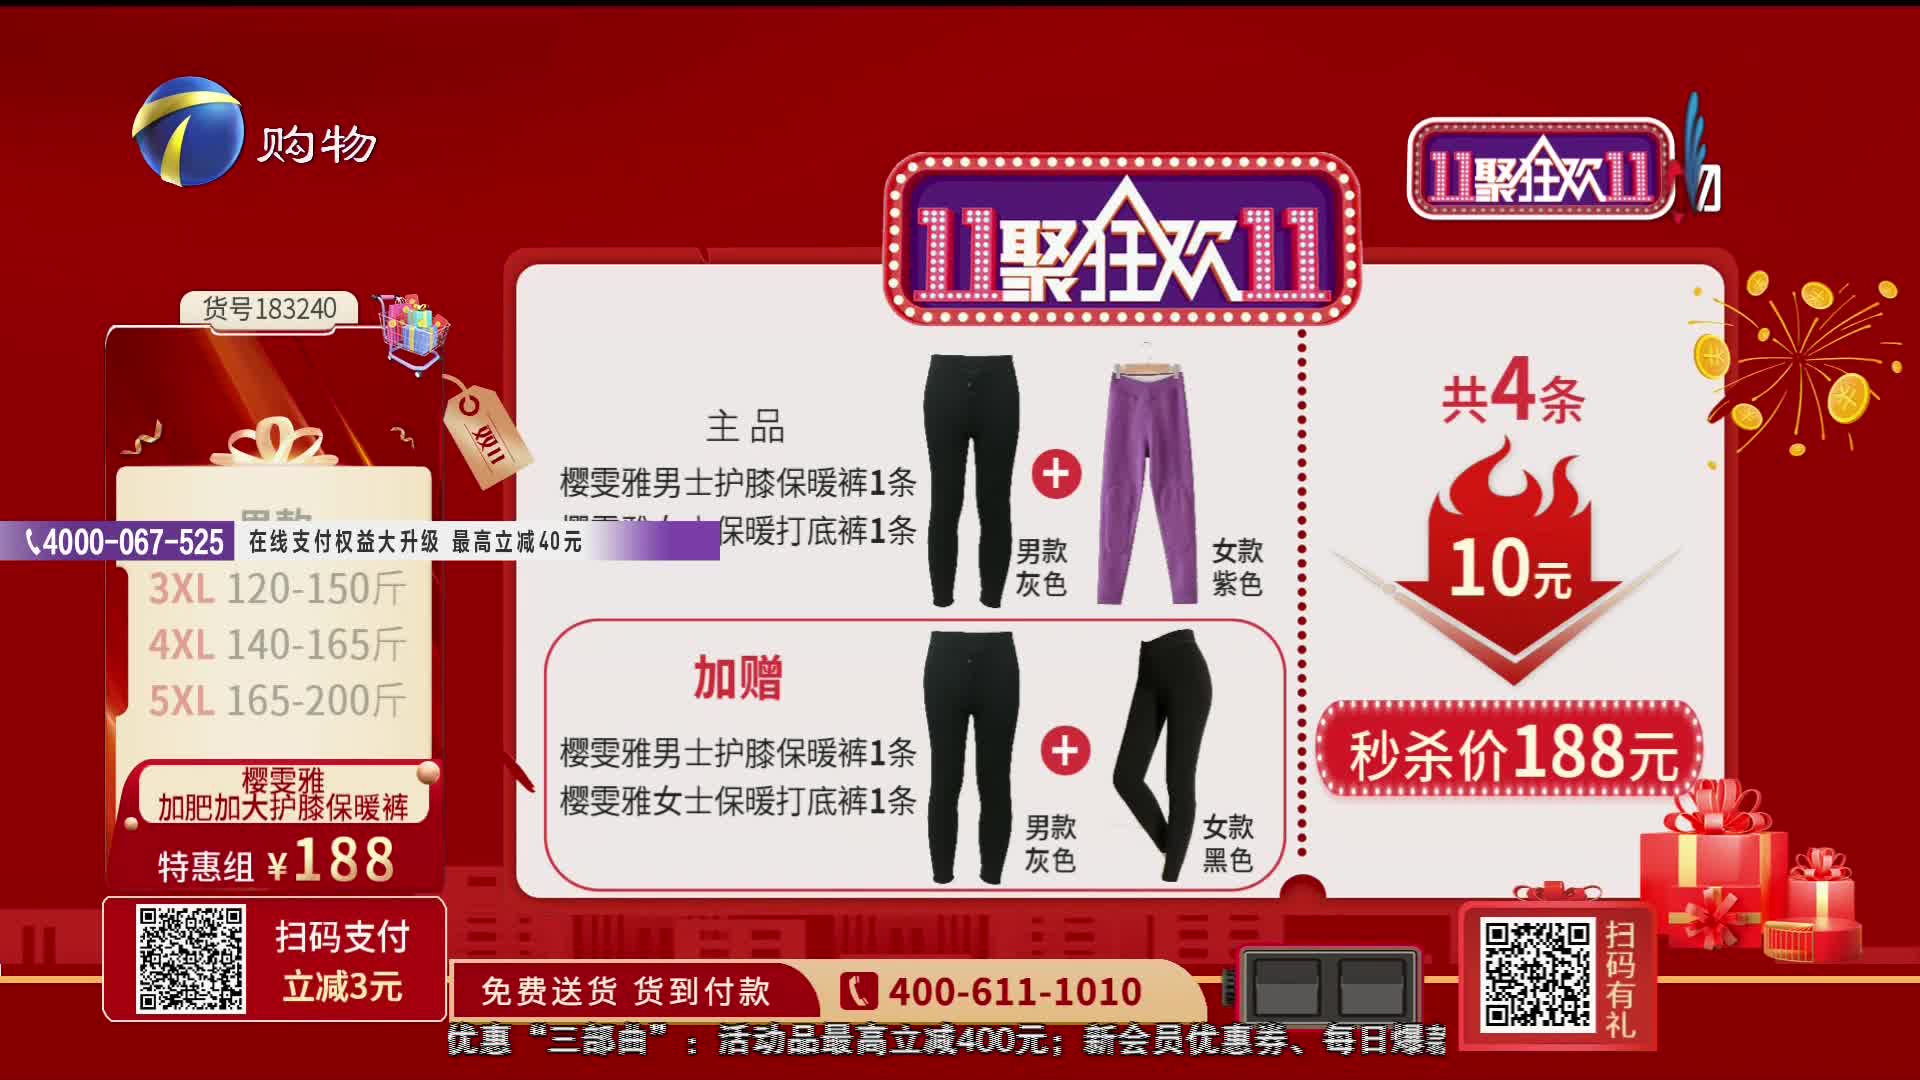 购物
11聚狂欢11
11聚狂欢11
货号183240
双11
3XL 120-150斤
4XL 140-165斤
5XL 165-200斤
4000-067-525
在线支付权益大升级 最高立减40元
樱雯雅
加肥加大护膝保暖裤
特惠组 ¥188
扫码支付
立减3元
主品
樱雯雅男士护膝保暖裤1条
保暖打底裤1条
男款
灰色
女款
紫色
加赠
樱雯雅男士护膝保暖裤1条
樱雯雅女士保暖打底裤1条
男款
灰色
女款
黑色
共4条
10元
秒杀价188元
免费送货 货到付款
400-611-1010
扫码有礼
优惠“三部曲”：活动品最高立减400元；新会员优惠券、每日爆